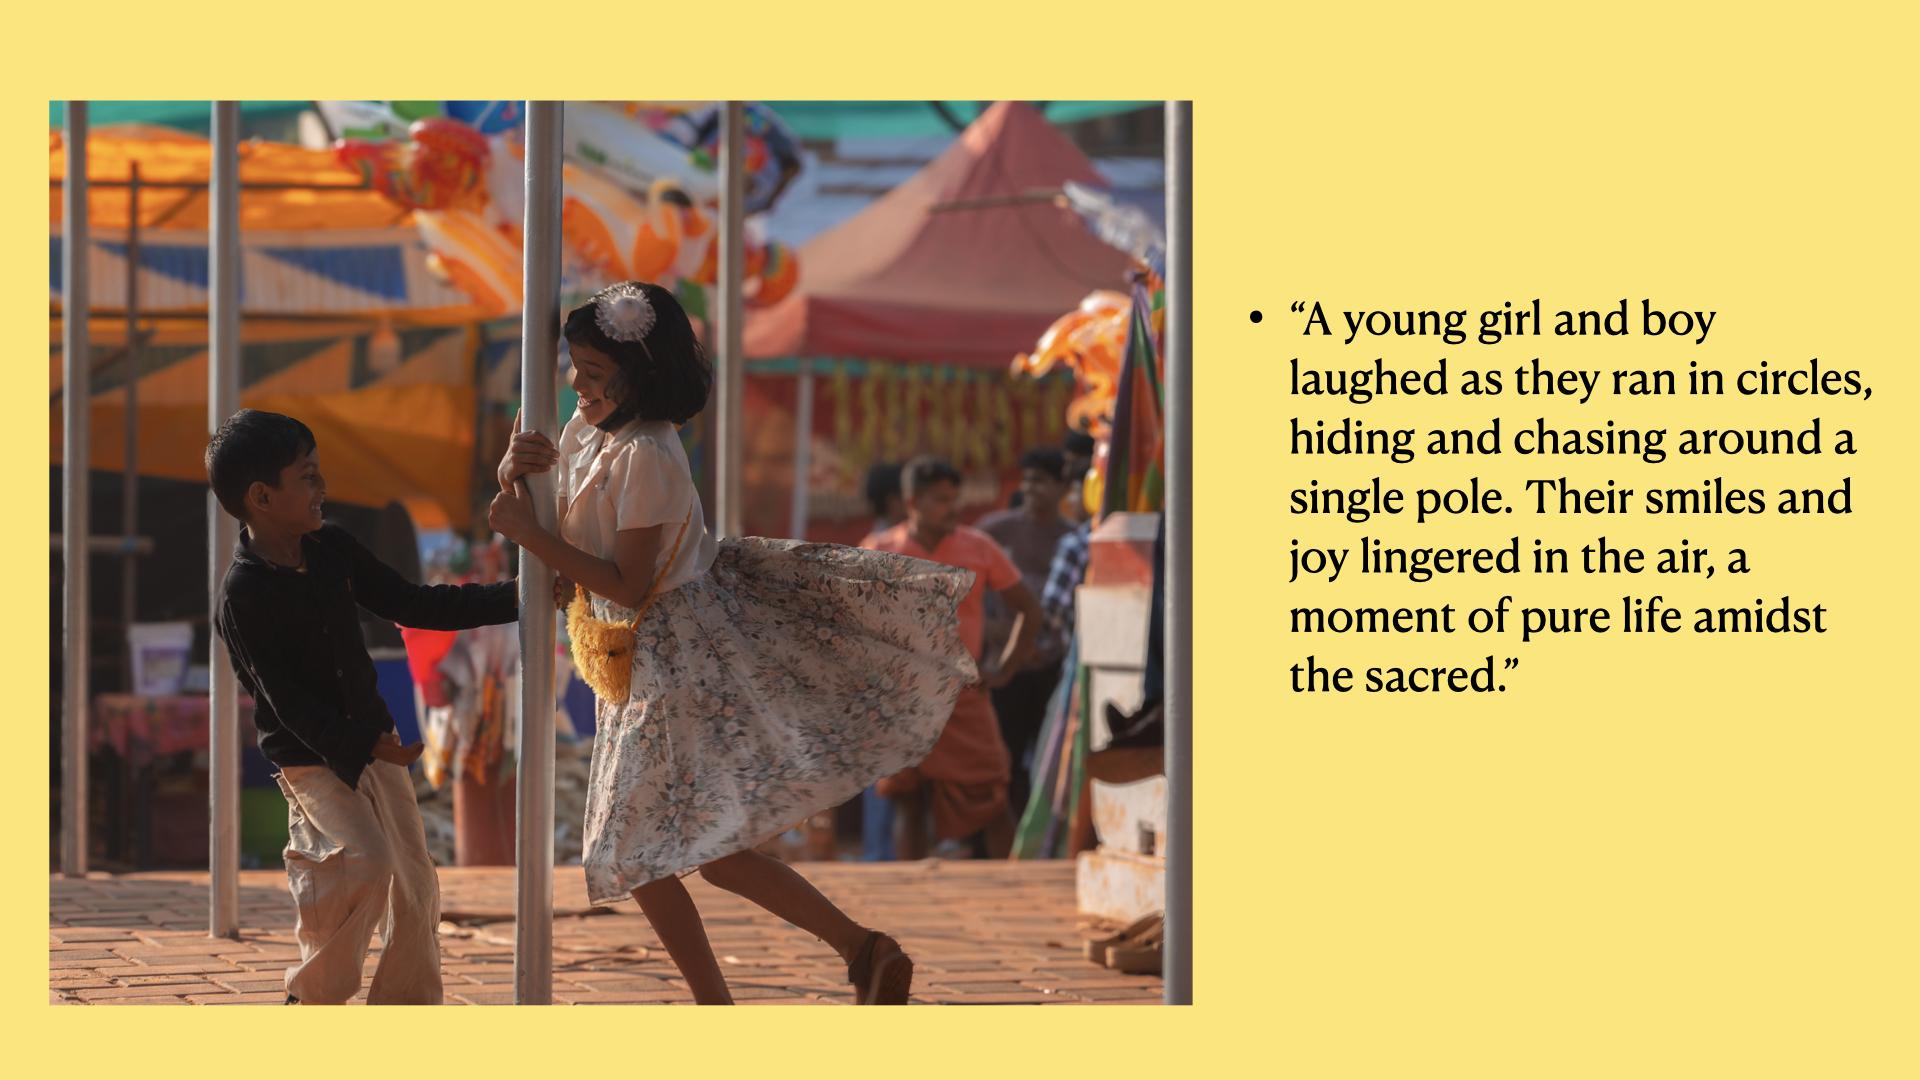 • “A young girl and boy
laughed as they ran in circles,
hiding and chasing around a
single pole. Their smiles and
joy lingered in the air, a
moment of pure life amidst
the sacred.”